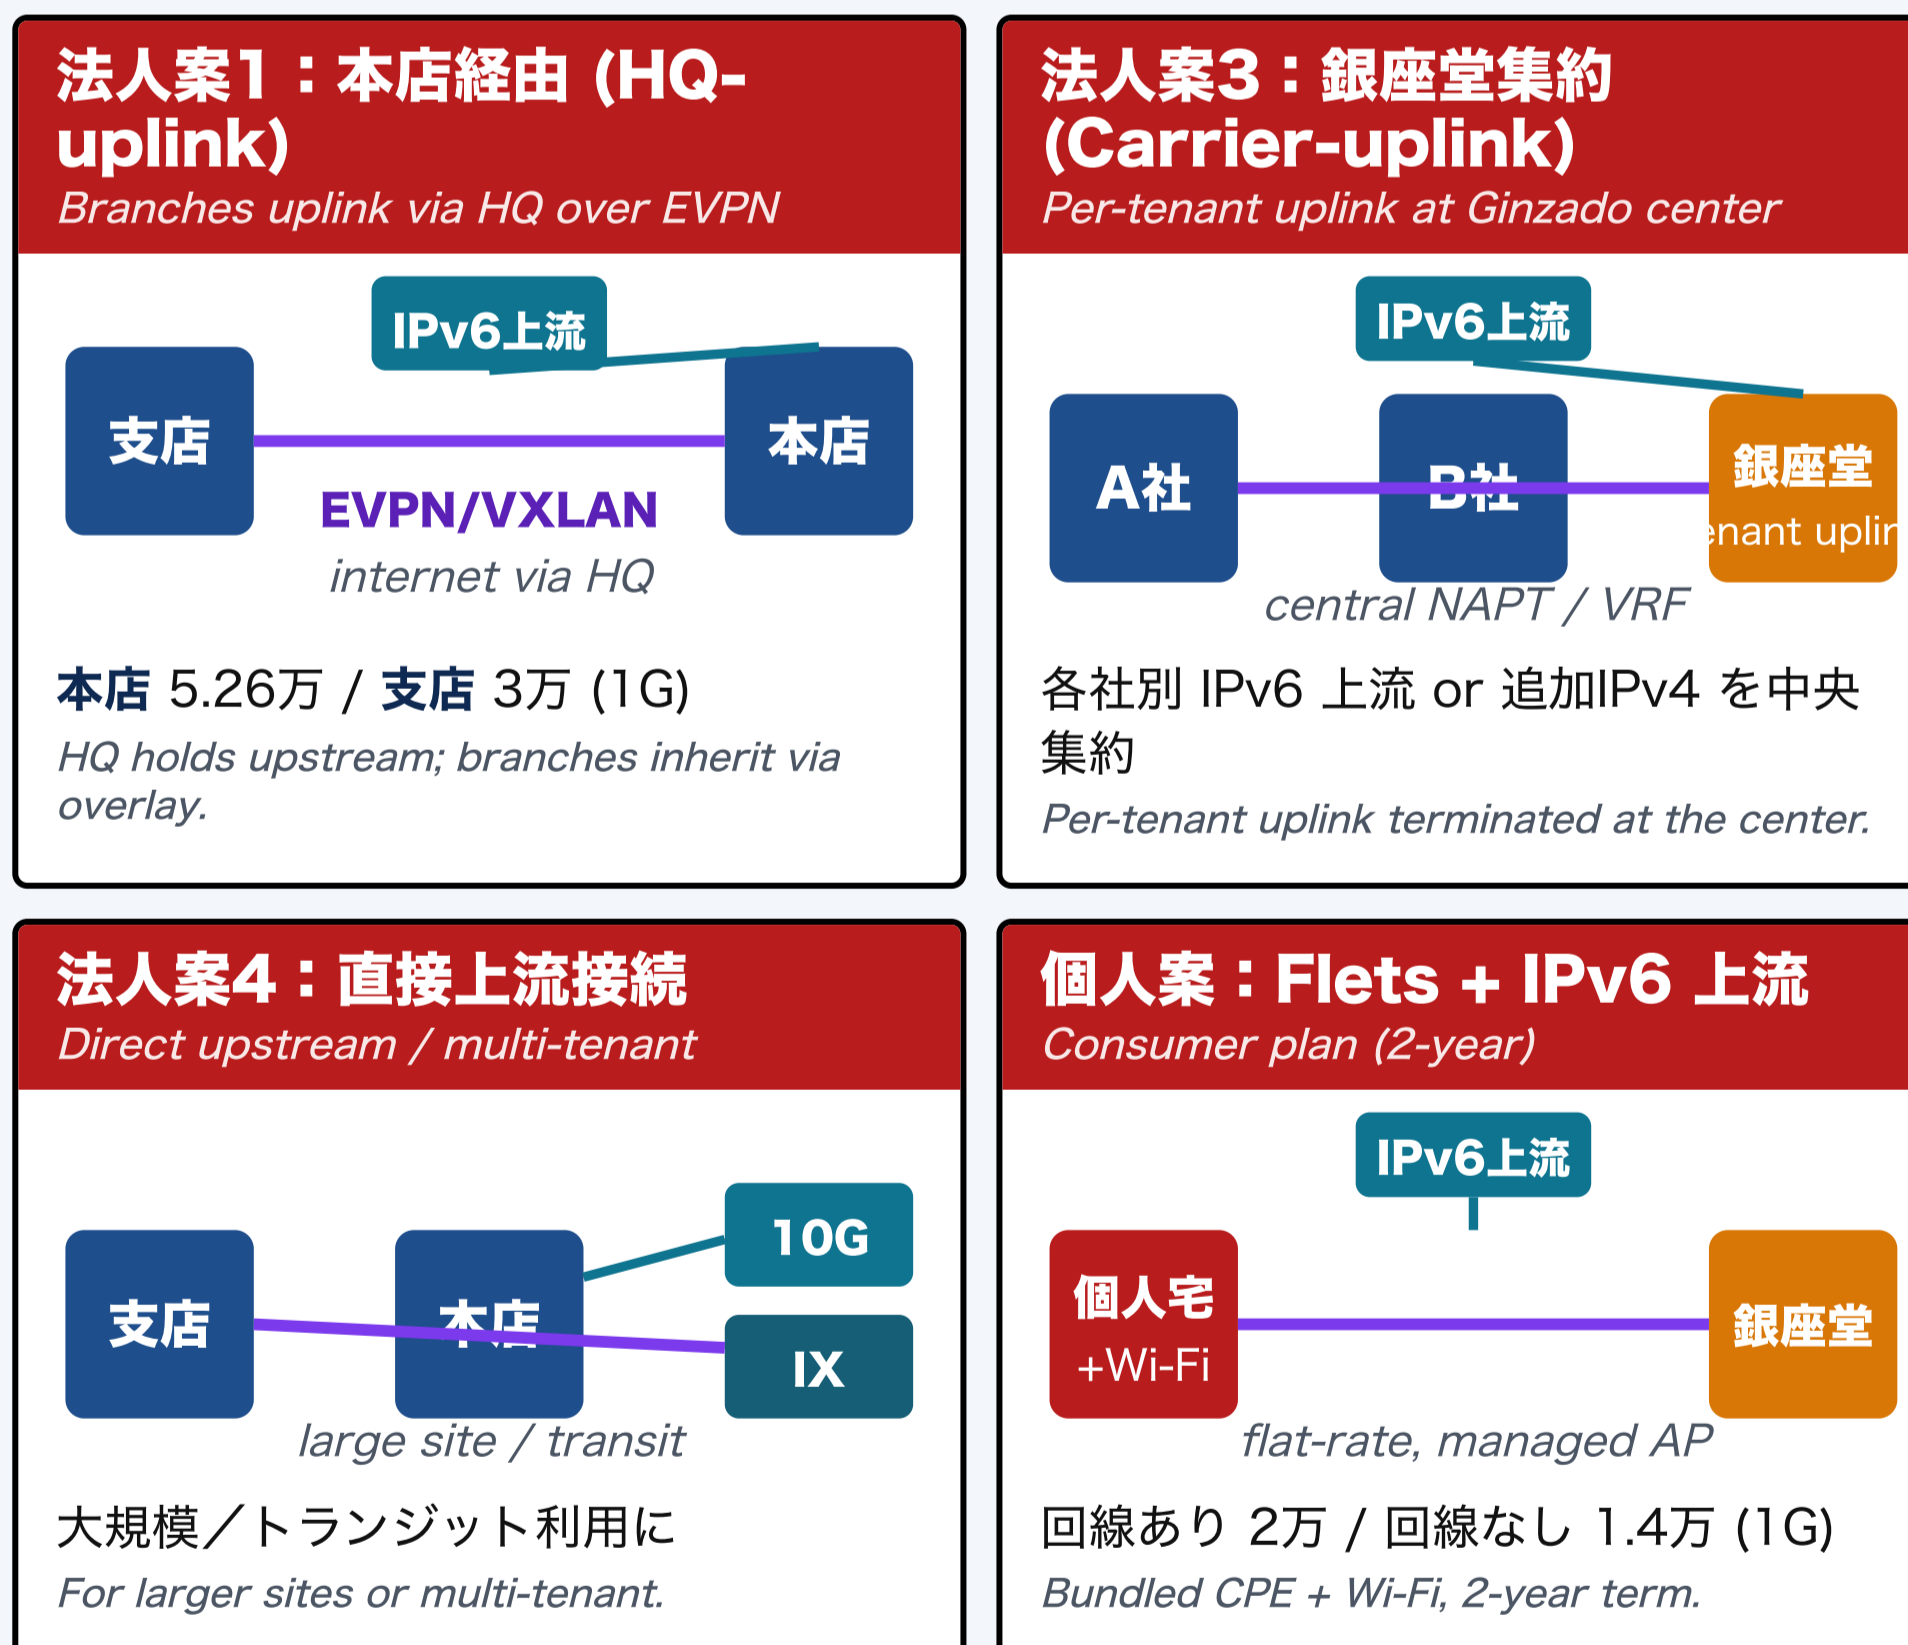 法人案1：本店経由 (HQ-
uplink)
Branches uplink via HQ over EVPN
IPv6上流
支店
本店
EVPN/VXLAN
internet via HQ
本店 5.26万 / 支店 3万 (1G)
HQ holds upstream; branches inherit via
overlay.
法人案3：銀座堂集約
(Carrier-uplink)
Per-tenant uplink at Ginzado center
IPv6上流
A社
B社
銀座堂
central NAPT / VRF
各社別 IPv6 上流 or 追加IPv4 を中央
集約
Per-tenant uplink terminated at the center.
法人案4：直接上流接続
Direct upstream / multi-tenant
10G
支店
本店
IX
large site / transit
大規模／トランジット利用に
For larger sites or multi-tenant.
個人案：Flets + IPv6 上流
Consumer plan (2-year)
IPv6上流
個人宅
+Wi-Fi
銀座堂
flat-rate, managed AP
回線あり 2万 / 回線なし 1.4万 (1G)
Bundled CPE + Wi-Fi, 2-year term.